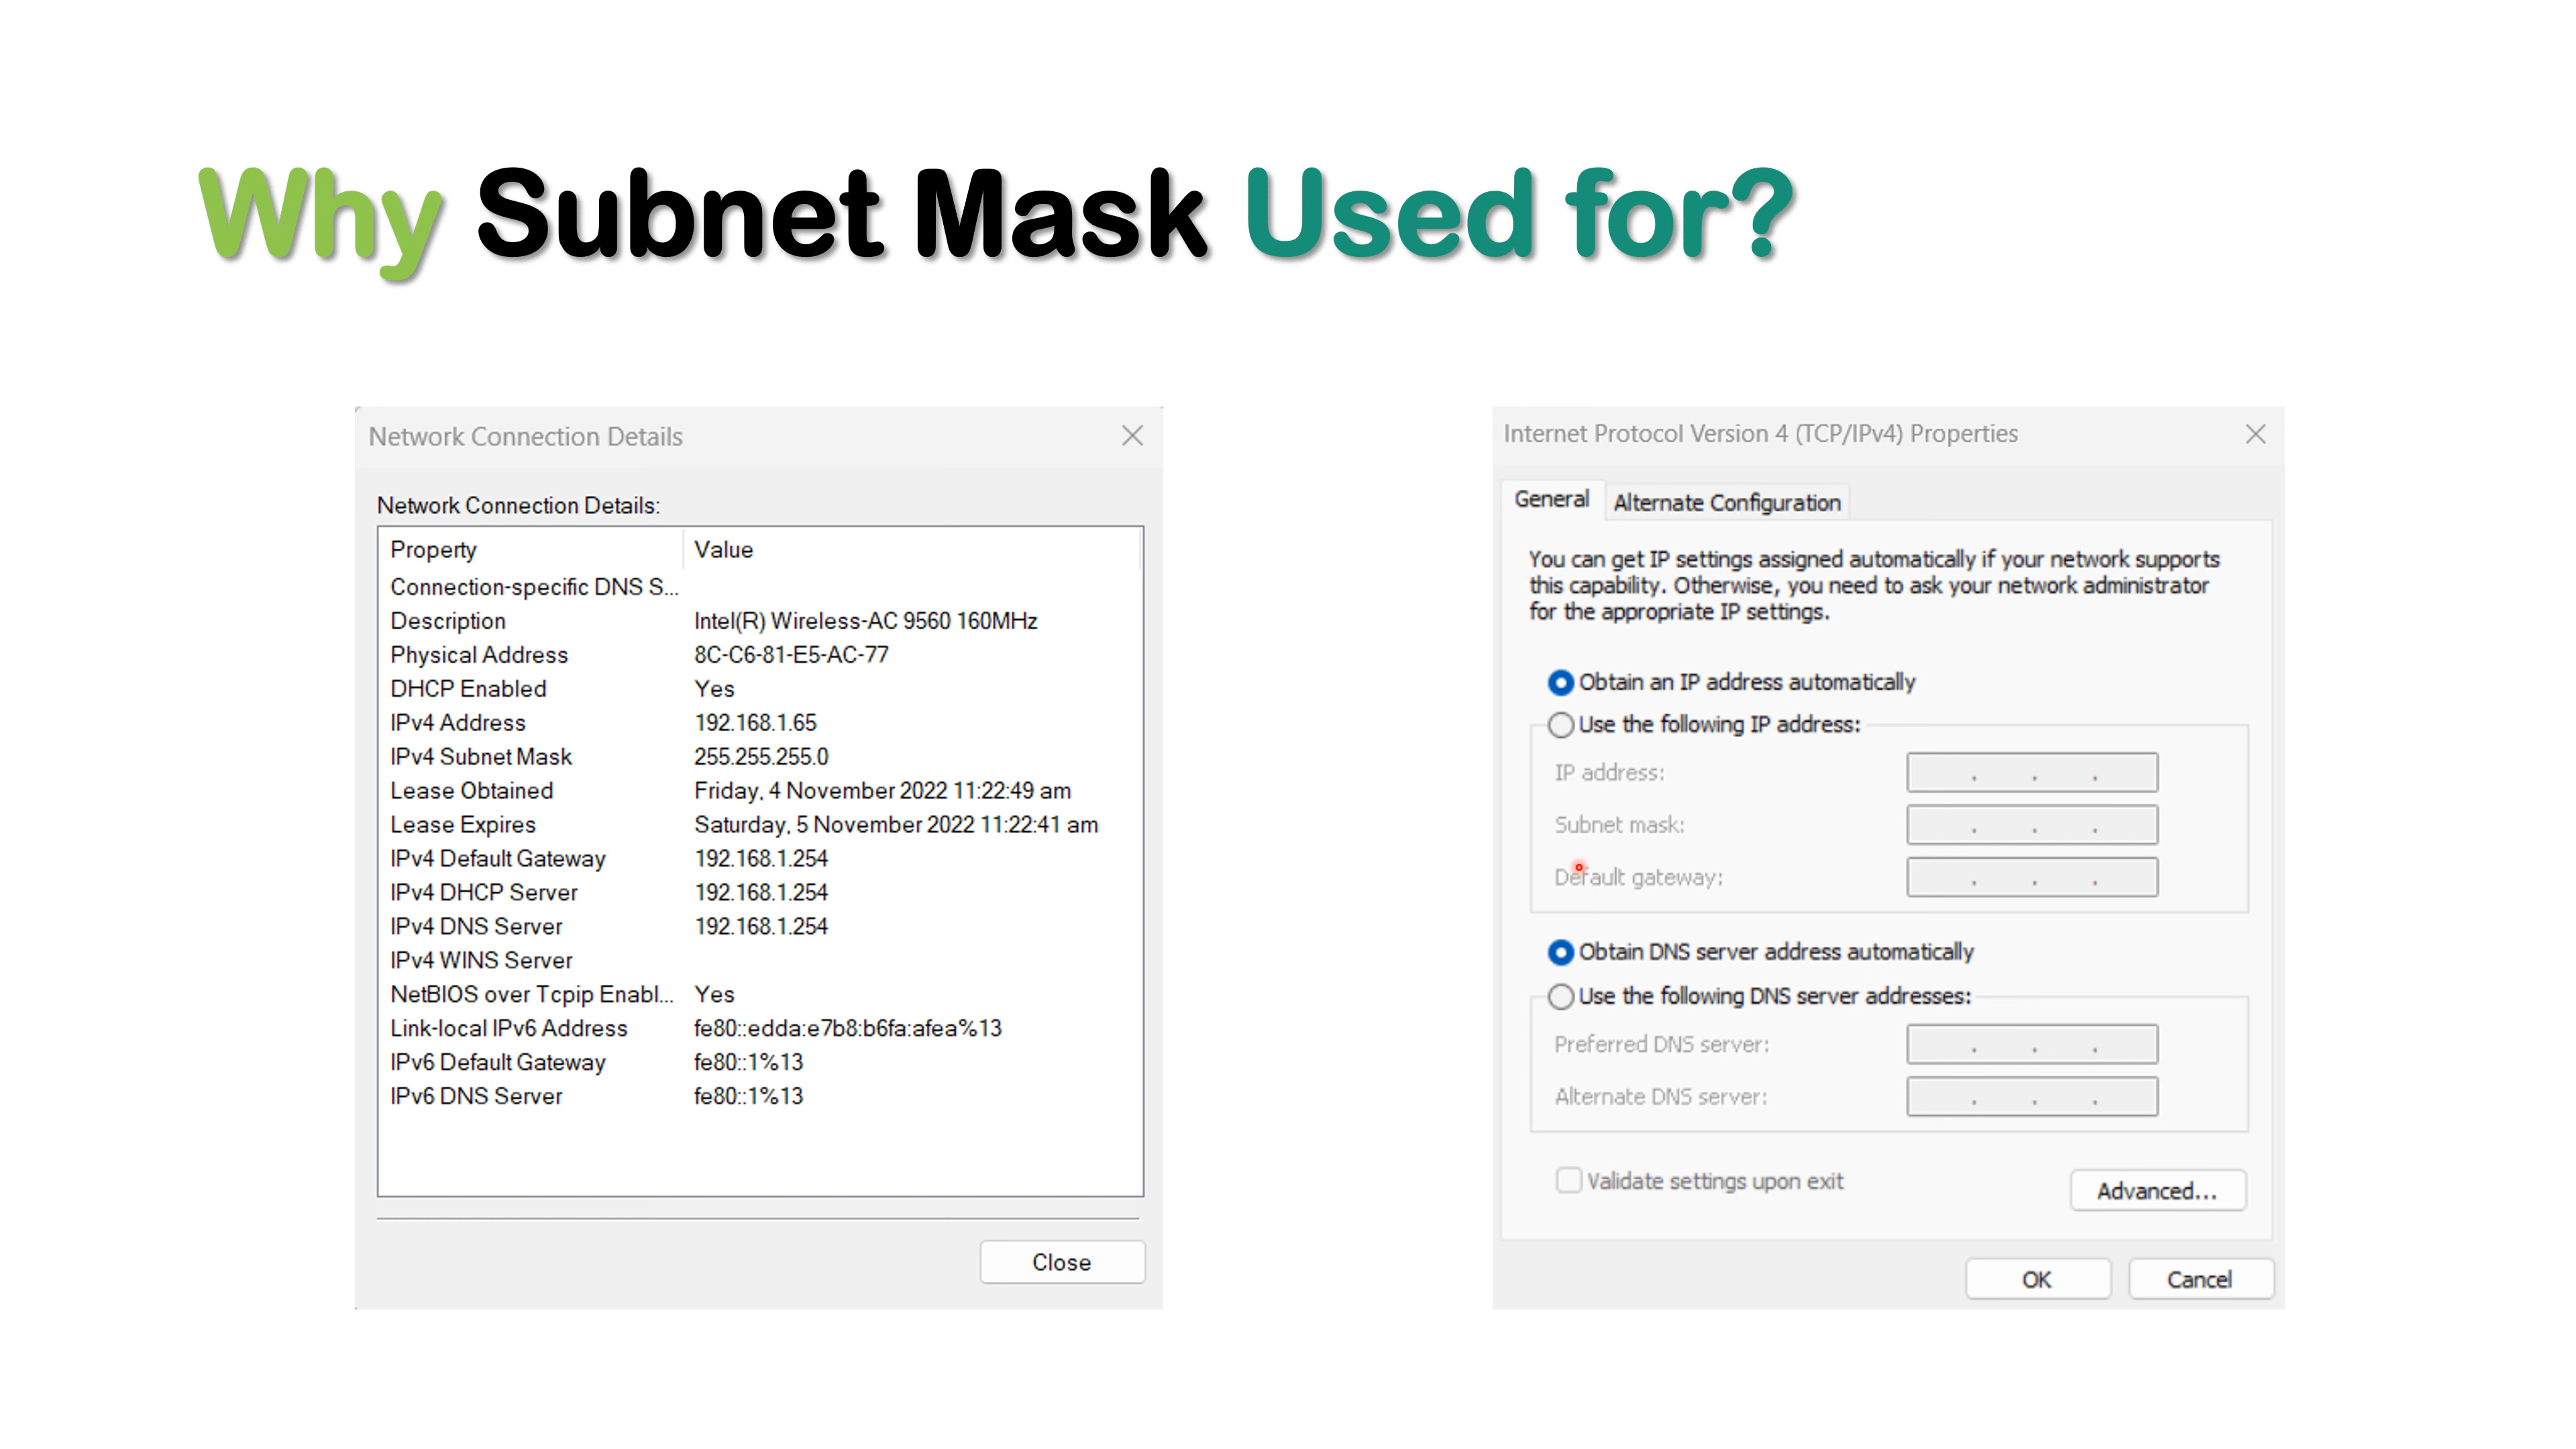 Why Subnet Mask Used for?
Network Connection Details
Network Connection Details:
Property Value
Connection-specific DNS S...
Description Intel(R) Wireless-AC 9560 160MHz
Physical Address 8C-C6-81-E5-AC-77
DHCP Enabled Yes
IPv4 Address 192.168.1.65
IPv4 Subnet Mask 255.255.255.0
Lease Obtained Friday, 4 November 2022 11:22:49 am
Lease Expires Saturday, 5 November 2022 11:22:41 am
IPv4 Default Gateway 192.168.1.254
IPv4 DHCP Server 192.168.1.254
IPv4 DNS Server 192.168.1.254
IPv4 WINS Server
NetBIOS over Tcpip Enabl... Yes
Link-local IPv6 Address fe80::edda:e7b8:b6fa:afea%13
IPv6 Default Gateway fe80::1%13
IPv6 DNS Server fe80::1%13
Close
Internet Protocol Version 4 (TCP/IPv4) Properties
General Alternate Configuration
You can get IP settings assigned automatically if your network supports
this capability. Otherwise, you need to ask your network administrator
for the appropriate IP settings.
Obtain an IP address automatically
Use the following IP address:
IP address: . . .
Subnet mask: . . .
Default gateway: . . .
Obtain DNS server address automatically
Use the following DNS server addresses:
Preferred DNS server: . . .
Alternate DNS server: . . .
Validate settings upon exit
Advanced...
OK Cancel